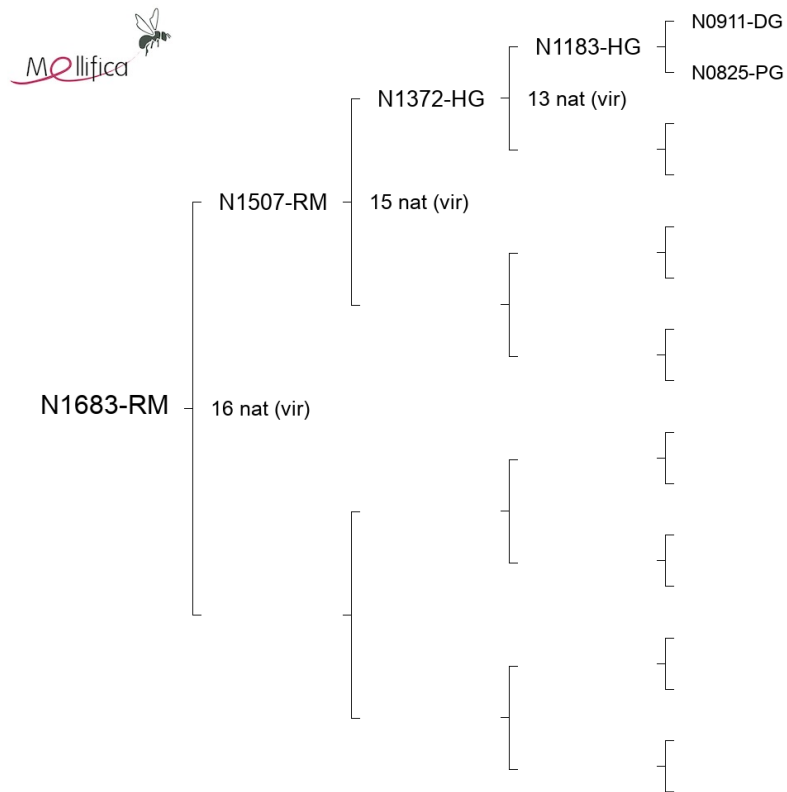 Mellifica
N0911-DG
N1183-HG
N0825-PG
N1372-HG
13 nat (vir)
N1507-RM
15 nat (vir)
N1683-RM
16 nat (vir)